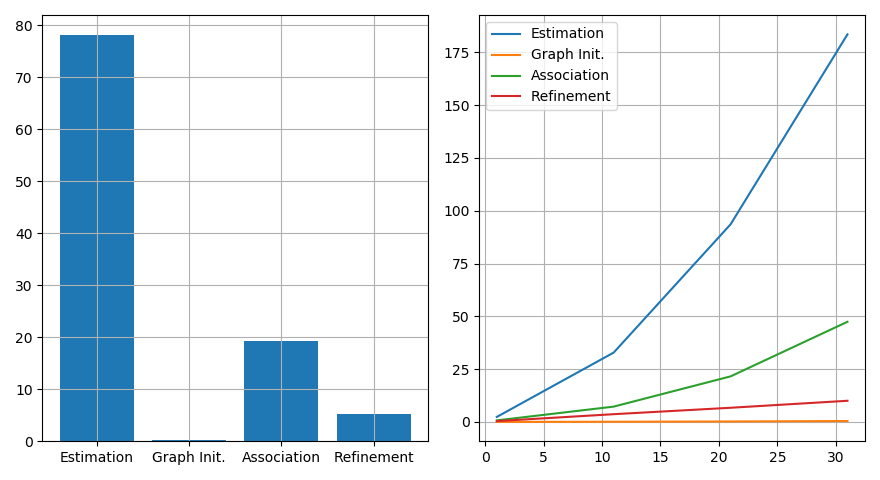 80
70
60
50
40
30
20
10
0
Estimation Graph Init. Association Refinement
Estimation
Graph Init.
Association
Refinement
175
150
125
100
75
50
25
0
0 5 10 15 20 25 30